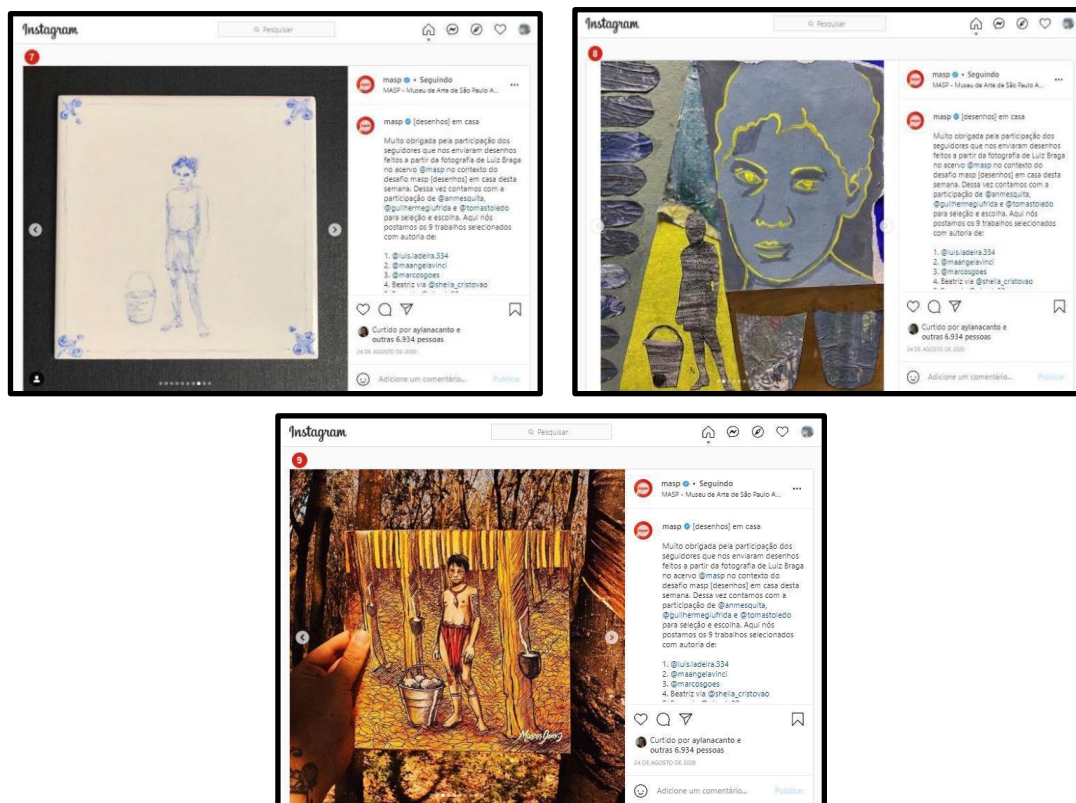 Instagram
Pesquisar
7
masp • Seguindo
MASP - Museu de Arte de São Paulo A...
masp [desenhos] em casa
Muito obrigada pela participação dos
seguidores que nos enviaram desenhos
feitos a partir da fotografia de Luiz Braga
no acervo @masp no contexto do
desafio masp [desenhos] em casa desta
semana. Dessa vez contamos com a
participação de @anmesquita,
@guilhermegiufrida e @tomastoledo
para seleção e escolha. Aqui nós
postamos os 9 trabalhos selecionados
com autoria de:
1. @luis.ladeira.334
2. @maangelavinci
3. @marcosgoes
4. Beatriz via @sheila_cristovao
Curtido por aylanacanto e
outras 6.934 pessoas
24 DE AGOSTO DE 2020
Adicione um comentário... Publicar
Instagram
Pesquisar
8
masp • Seguindo
MASP - Museu de Arte de São Paulo A...
masp [desenhos] em casa
Muito obrigada pela participação dos
seguidores que nos enviaram desenhos
feitos a partir da fotografia de Luiz Braga
no acervo @masp no contexto do
desafio masp [desenhos] em casa desta
semana. Dessa vez contamos com a
participação de @anmesquita,
@guilhermegiufrida e @tomastoledo
para seleção e escolha. Aqui nós
postamos os 9 trabalhos selecionados
com autoria de:
1. @luis.ladeira.334
2. @maangelavinci
3. @marcosgoes
4. Beatriz via @sheila_cristovao
Curtido por aylanacanto e
outras 6.934 pessoas
24 DE AGOSTO DE 2020
Adicione um comentário... Publicar
Instagram
Pesquisar
9
masp • Seguindo
MASP - Museu de Arte de São Paulo A...
masp [desenhos] em casa
Muito obrigada pela participação dos
seguidores que nos enviaram desenhos
feitos a partir da fotografia de Luiz Braga
no acervo @masp no contexto do
desafio masp [desenhos] em casa desta
semana. Dessa vez contamos com a
participação de @anmesquita,
@guilhermegiufrida e @tomastoledo
para seleção e escolha. Aqui nós
postamos os 9 trabalhos selecionados
com autoria de:
1. @luis.ladeira.334
2. @maangelavinci
3. @marcosgoes
4. Beatriz via @sheila_cristovao
Curtido por aylanacanto e
outras 6.934 pessoas
24 DE AGOSTO DE 2020
Adicione um comentário... Publicar